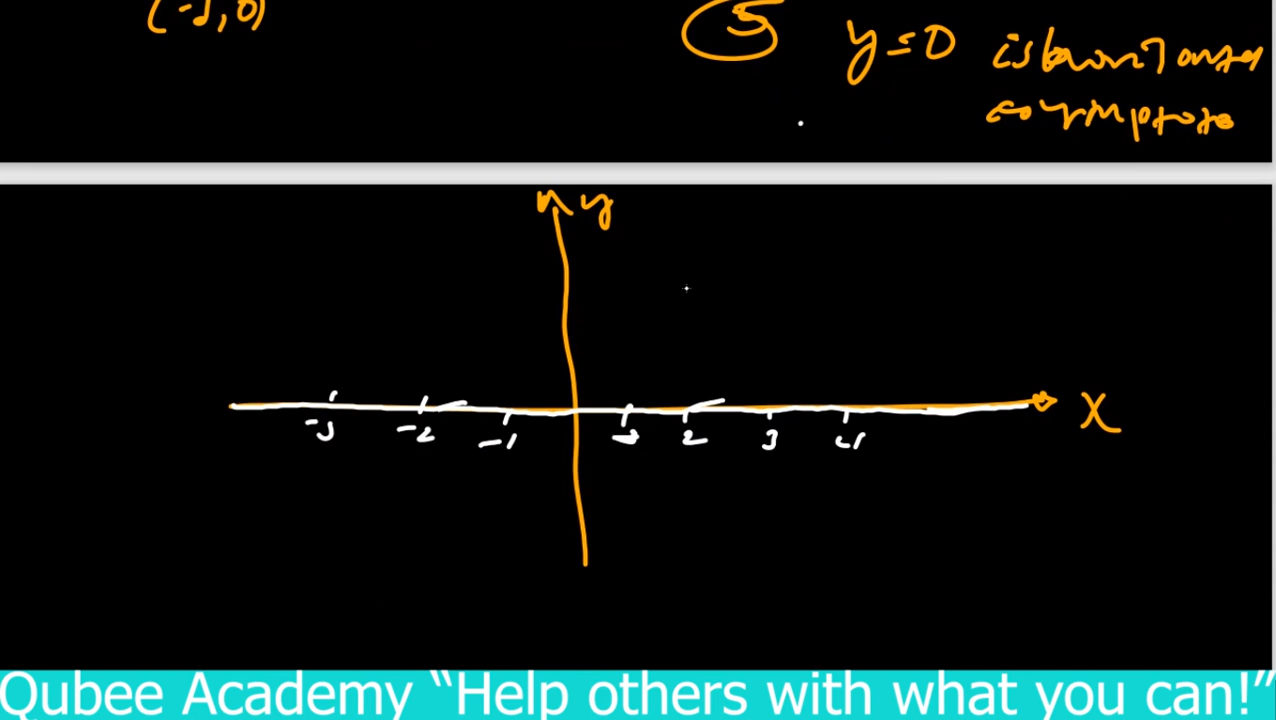 (-1,0)
5 y=0 is horizontal
asymptote
y
x
-3 -2 -1 1 2 3 4
Qubee Academy “Help others with what you can!”